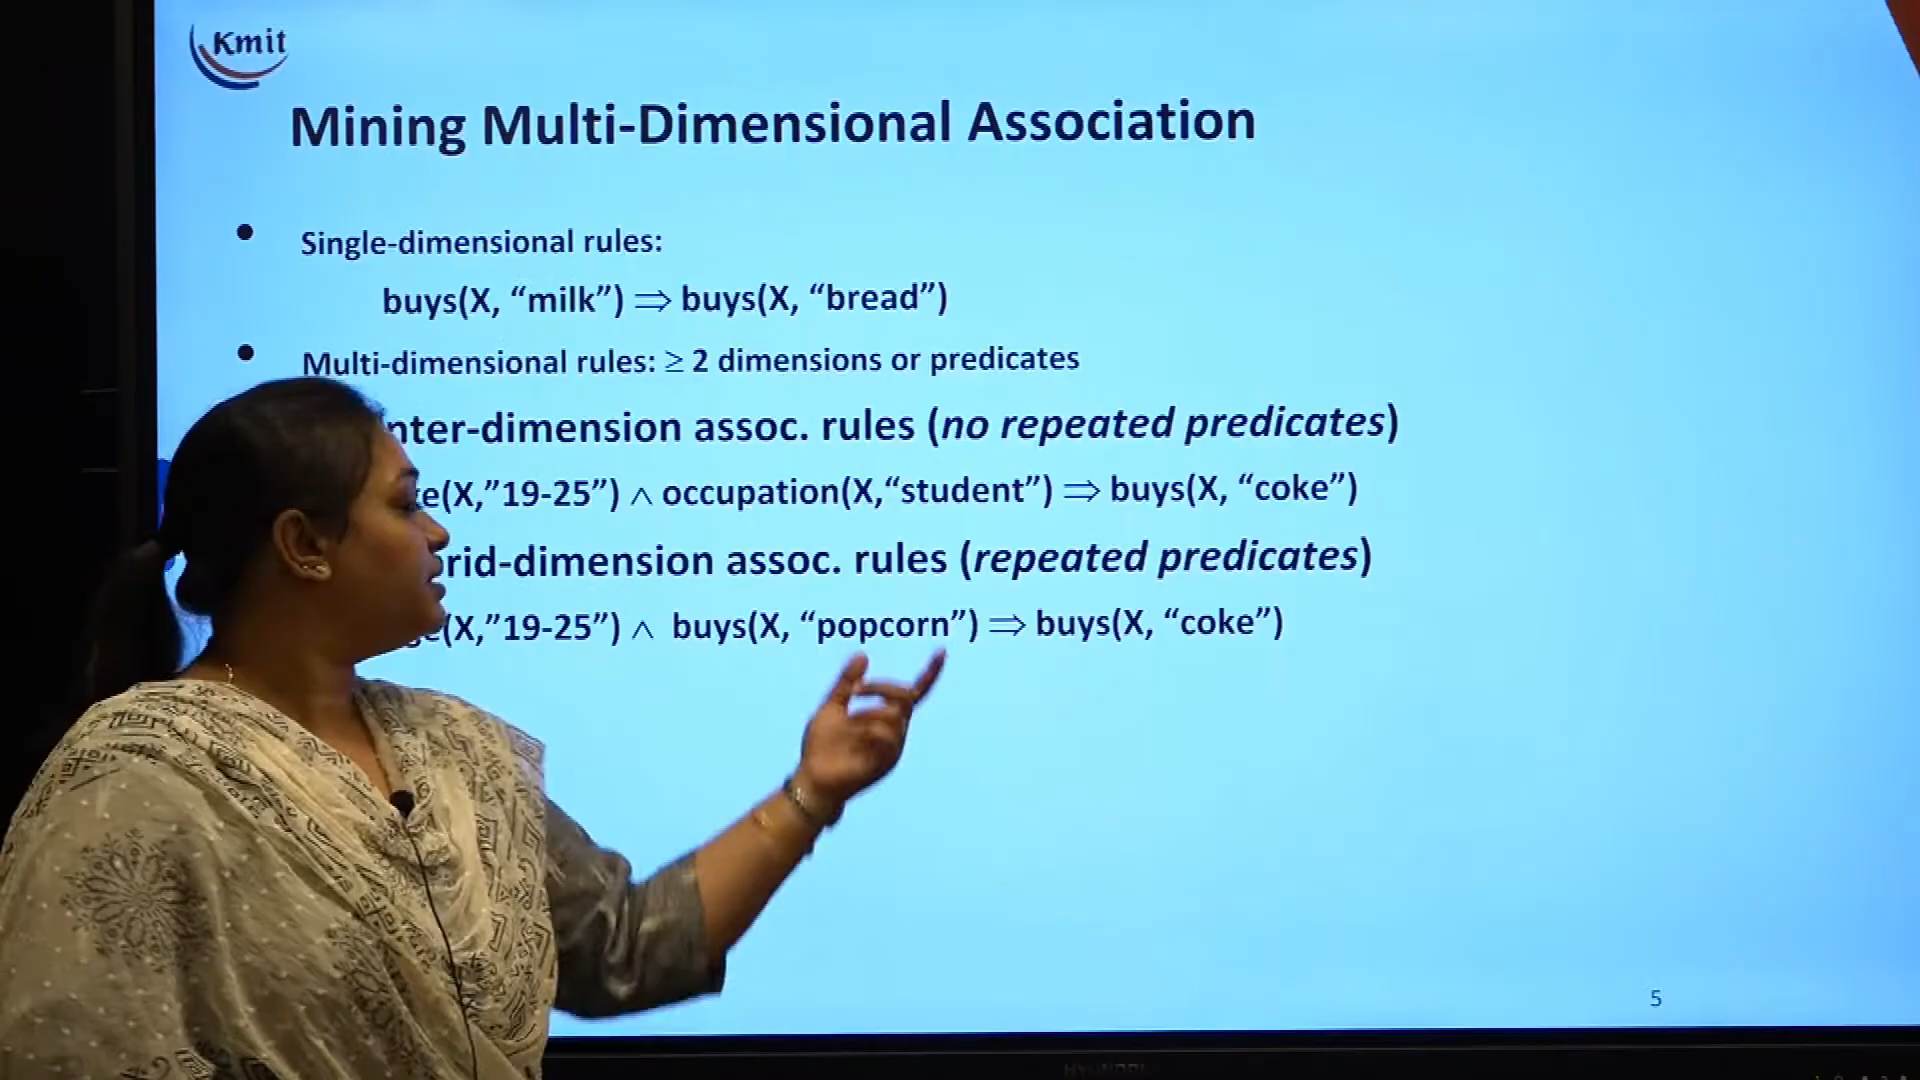 Kmit
Mining Multi-Dimensional Association
• Single-dimensional rules:
buys(X, “milk”) ⇒ buys(X, “bread”)
• Multi-dimensional rules: ≥ 2 dimensions or predicates
nter-dimension assoc. rules (no repeated predicates)
e(X,”19-25”) ∧ occupation(X,“student”) ⇒ buys(X, “coke”)
rid-dimension assoc. rules (repeated predicates)
ge(X,”19-25”) ∧ buys(X, “popcorn”) ⇒ buys(X, “coke”)
5
HYUNDAI